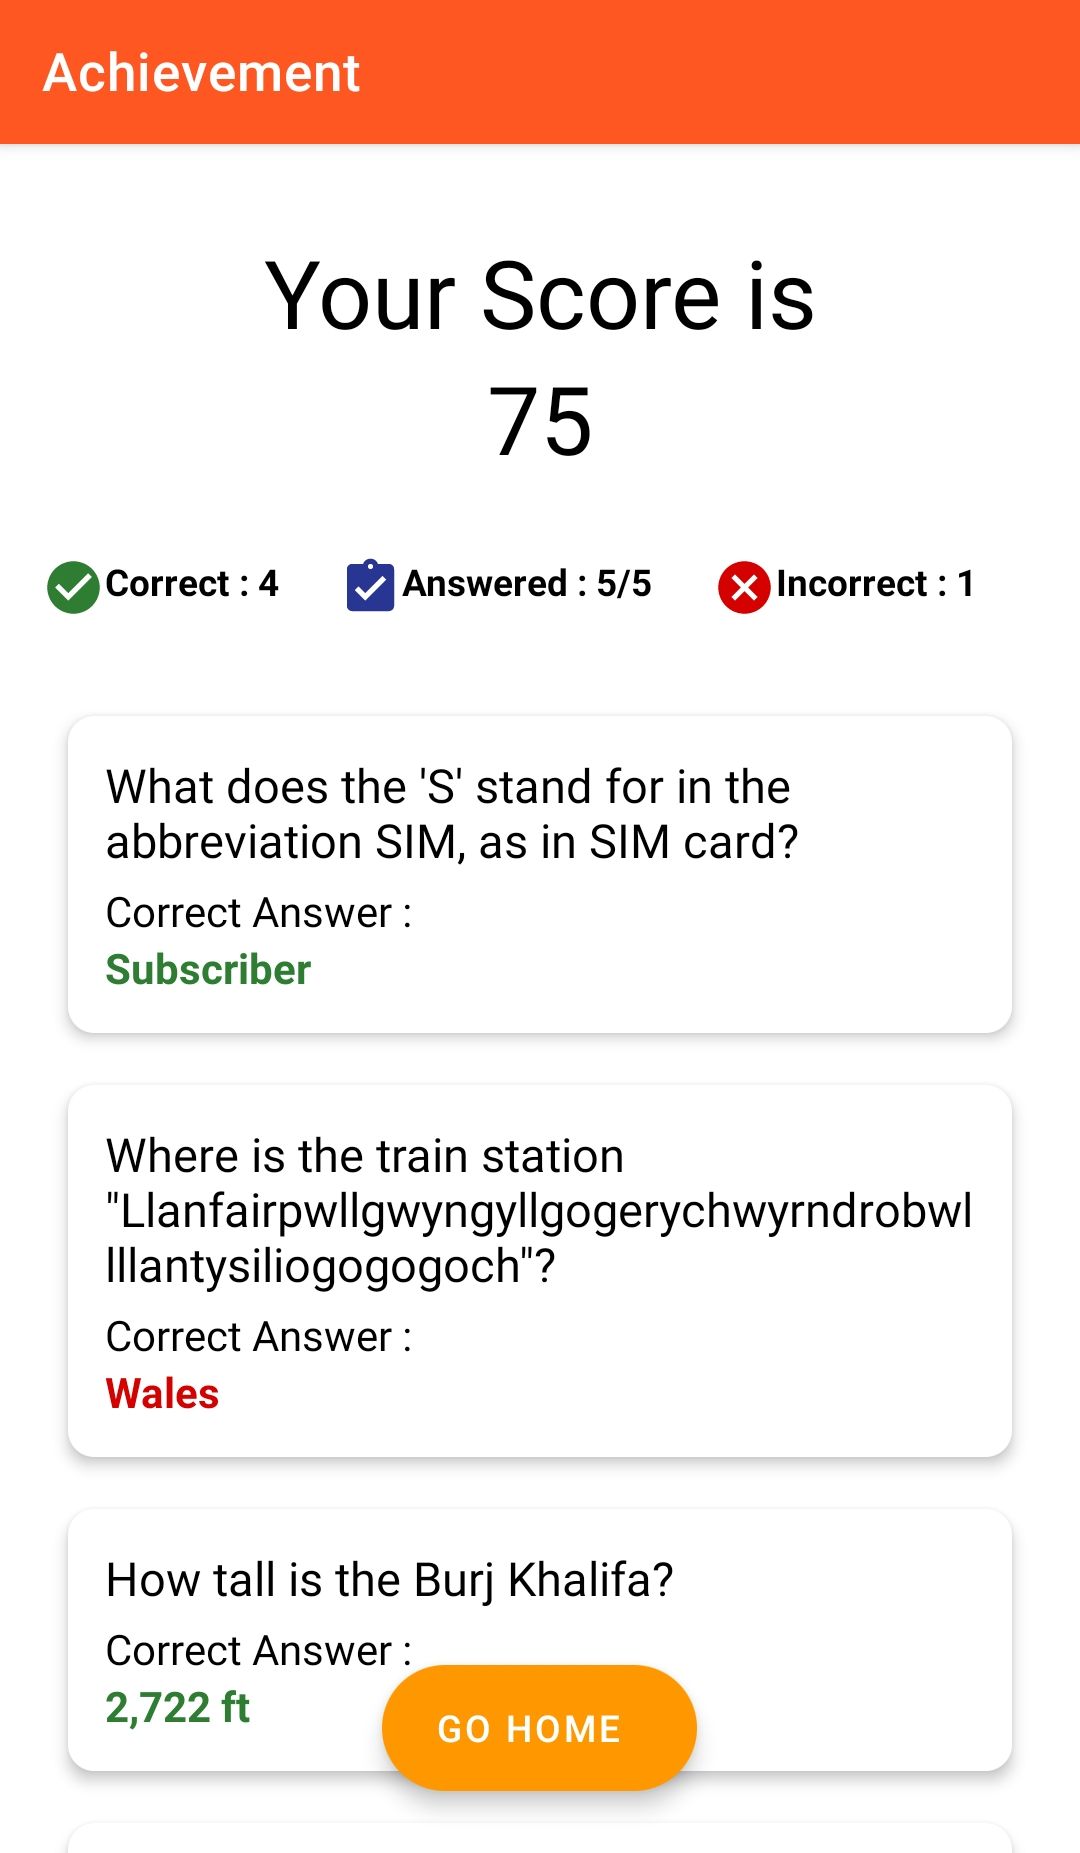 Achievement
Your Score is
75
Correct : 4
Answered : 5/5
Incorrect : 1
What does the 'S' stand for in the
abbreviation SIM, as in SIM card?
Correct Answer :
Subscriber
Where is the train station
"Llanfairpwllgwyngyllgogerychwyrndrobwl
lllantysiliogogogoch"?
Correct Answer :
Wales
How tall is the Burj Khalifa?
Correct Answer :
2,722 ft
GO HOME